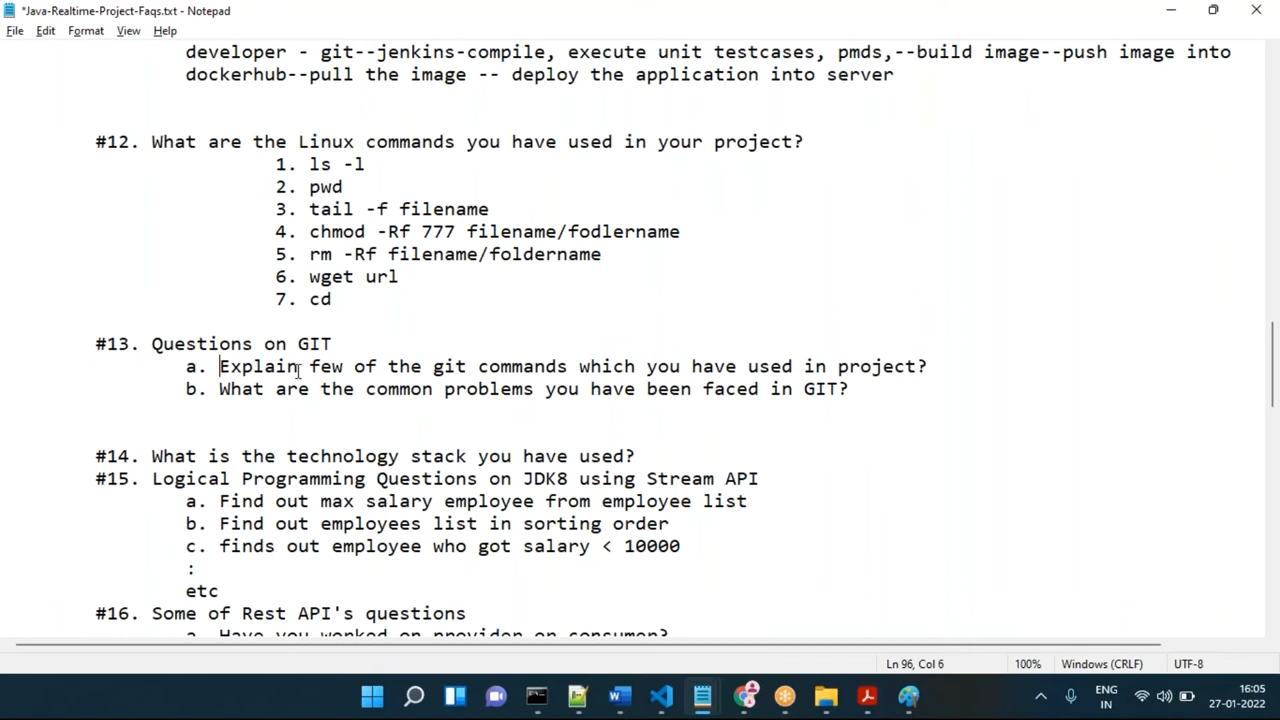 *Java-Realtime-Project-Faqs.txt - Notepad
File Edit Format View Help
developer - git--jenkins-compile, execute unit testcases, pmds,--build image--push image into
dockerhub--pull the image -- deploy the application into server
#12. What are the Linux commands you have used in your project?
1. ls -l
2. pwd
3. tail -f filename
4. chmod -Rf 777 filename/fodlername
5. rm -Rf filename/foldername
6. wget url
7. cd
#13. Questions on GIT
a. Explain few of the git commands which you have used in project?
b. What are the common problems you have been faced in GIT?
#14. What is the technology stack you have used?
#15. Logical Programming Questions on JDK8 using Stream API
a. Find out max salary employee from employee list
b. Find out employees list in sorting order
c. finds out employee who got salary < 10000
:
etc
#16. Some of Rest API's questions
a. Have you worked on provider or consumer?
Ln 96, Col 6 100% Windows (CRLF) UTF-8
ENG
IN
16:05
27-01-2022